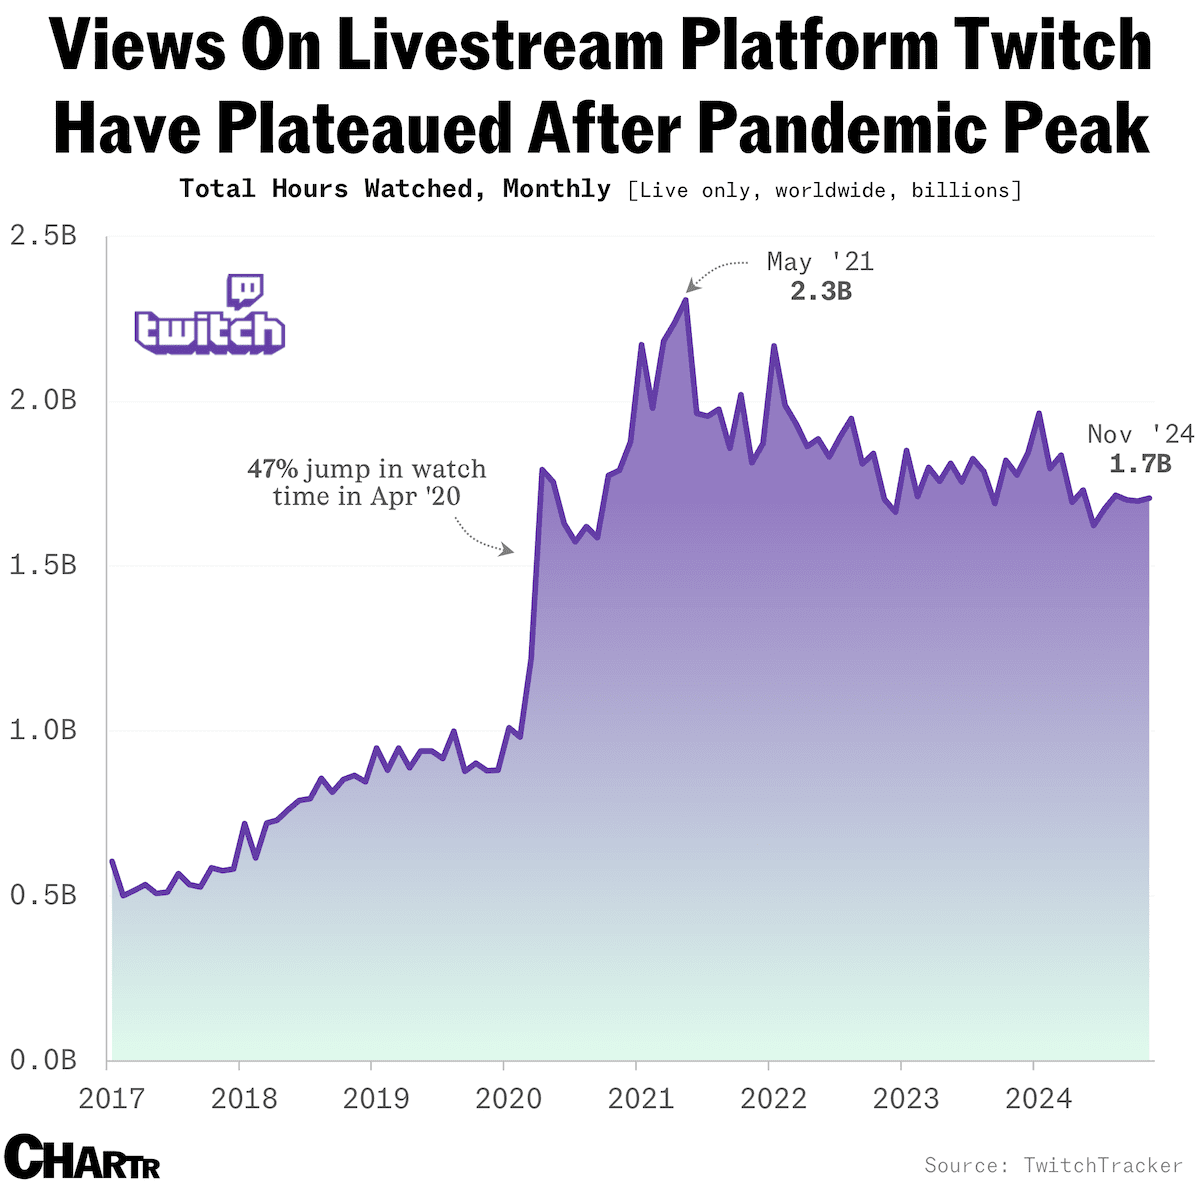 Views On Livestream Platform Twitch
Have Plateaued After Pandemic Peak
Total Hours Watched, Monthly [Live only, worldwide, billions]
2.5B
twitch
May '21
2.3B
2.0B
Nov '24
1.7B
47% jump in watch
time in Apr '20
1.5B
1.0B
0.5B
0.0B
2017 2018 2019 2020 2021 2022 2023 2024
CHARTR
Source: TwitchTracker